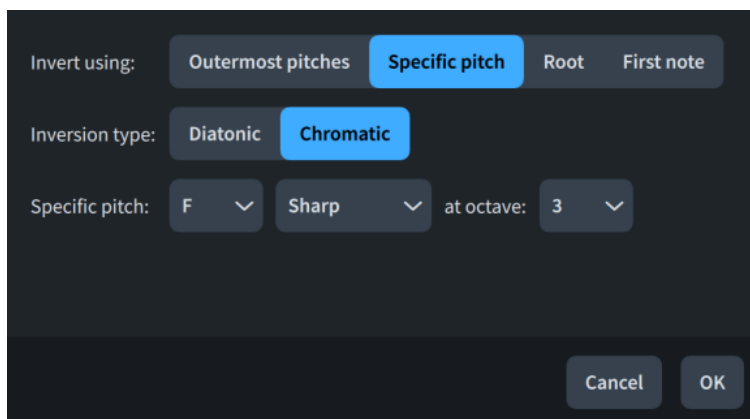 Invert using: Outermost pitches Specific pitch Root First note
Inversion type: Diatonic Chromatic
Specific pitch: F Sharp at octave: 3
Cancel OK